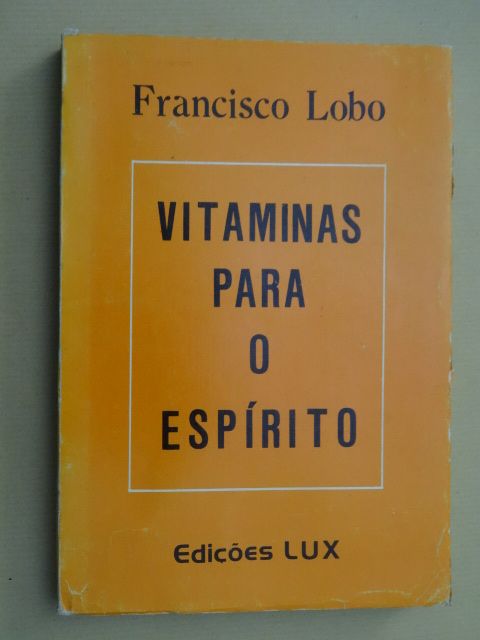 Francisco Lobo
VITAMINAS
PARA
O
ESPÍRITO
Edições LUX